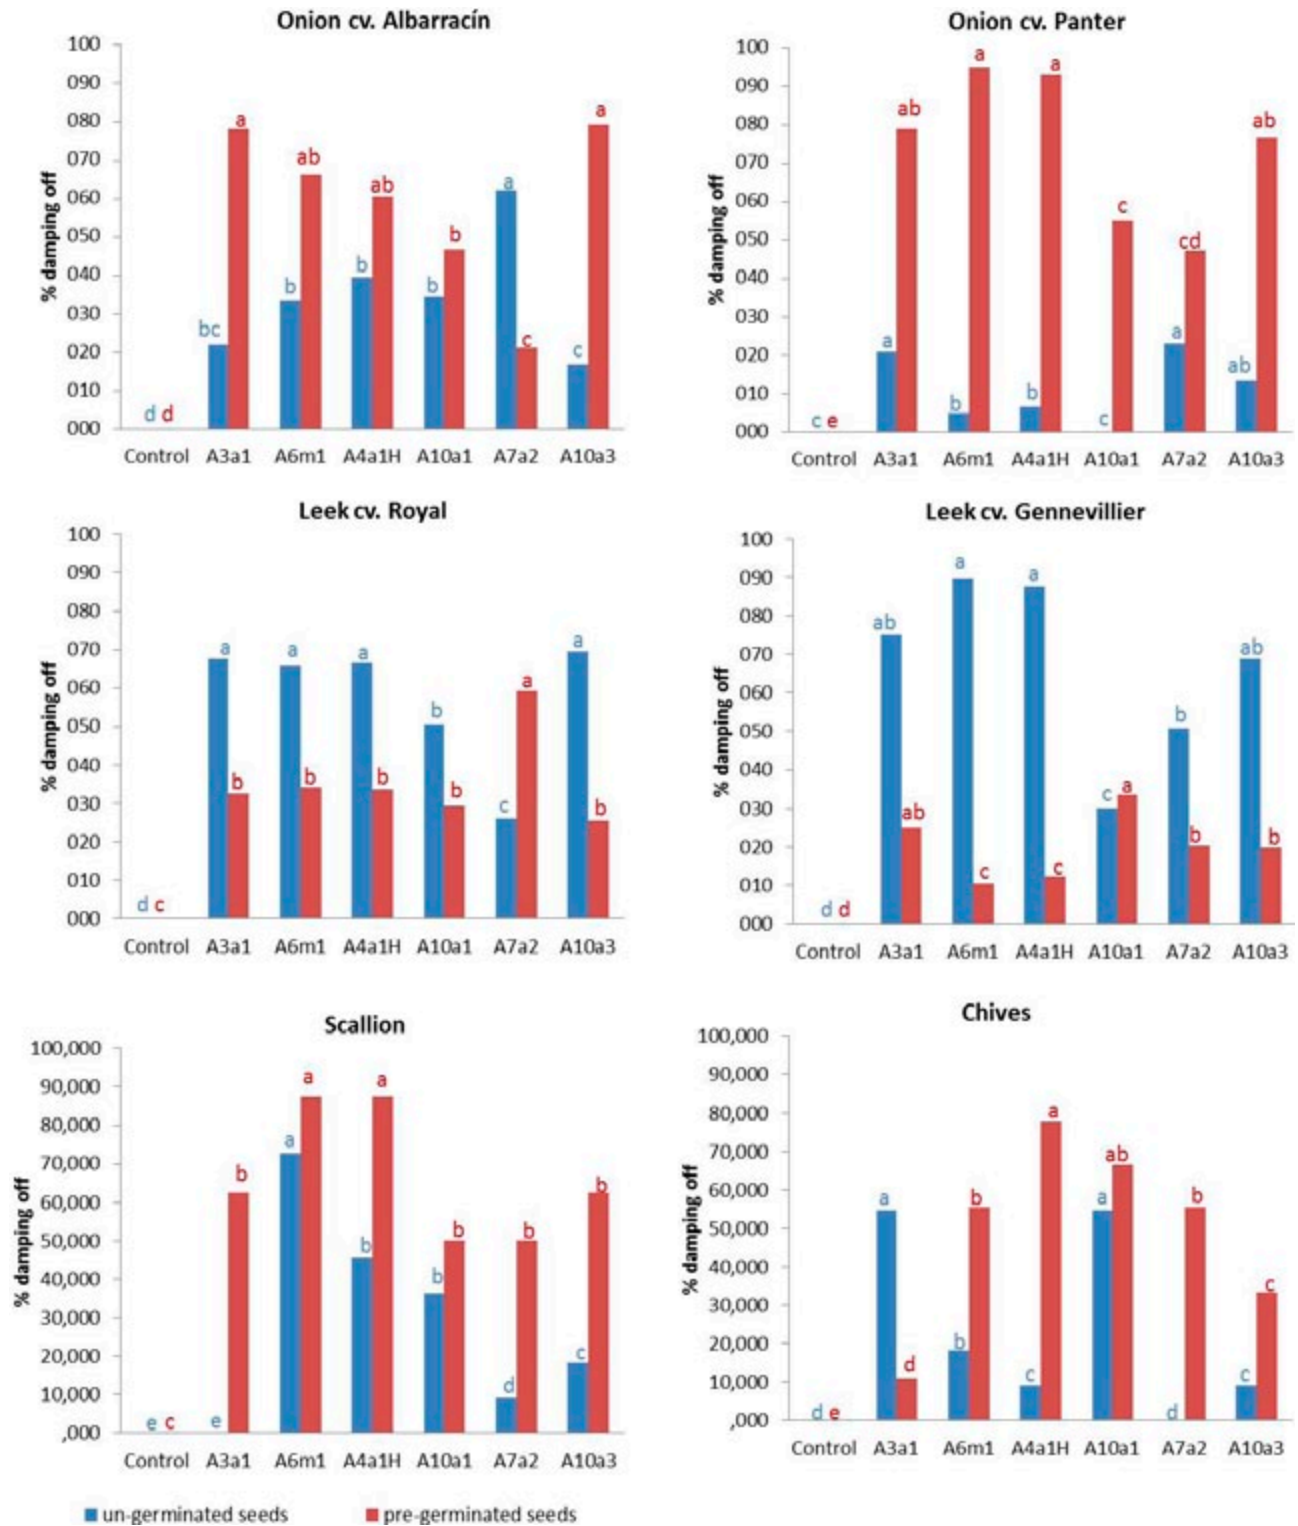 Onion cv. Albarracín
% damping off
100
090
080
070
060
050
040
030
020
010
000
d d
bc a
b ab
b ab
b b
a c
c a
Control A3a1 A6m1 A4a1H A10a1 A7a2 A10a3
Onion cv. Panter
% damping off
100
090
080
070
060
050
040
030
020
010
000
c e
a ab
b a
b a
c c
a cd
ab ab
Control A3a1 A6m1 A4a1H A10a1 A7a2 A10a3
Leek cv. Royal
% damping off
100
090
080
070
060
050
040
030
020
010
000
d c
a b
a b
a b
b b
c a
a b
Control A3a1 A6m1 A4a1H A10a1 A7a2 A10a3
Leek cv. Gennevillier
% damping off
100
090
080
070
060
050
040
030
020
010
000
d d
ab ab
a c
a c
c a
b b
ab b
Control A3a1 A6m1 A4a1H A10a1 A7a2 A10a3
Scallion
% damping off
100,000
90,000
80,000
70,000
60,000
50,000
40,000
30,000
20,000
10,000
,000
e c
e b
a a
b a
b b
d b
c b
Control A3a1 A6m1 A4a1H A10a1 A7a2 A10a3
Chives
% damping off
100,000
90,000
80,000
70,000
60,000
50,000
40,000
30,000
20,000
10,000
,000
d e
a d
b b
c a
a ab
d b
c c
Control A3a1 A6m1 A4a1H A10a1 A7a2 A10a3
un-germinated seeds pre-germinated seeds